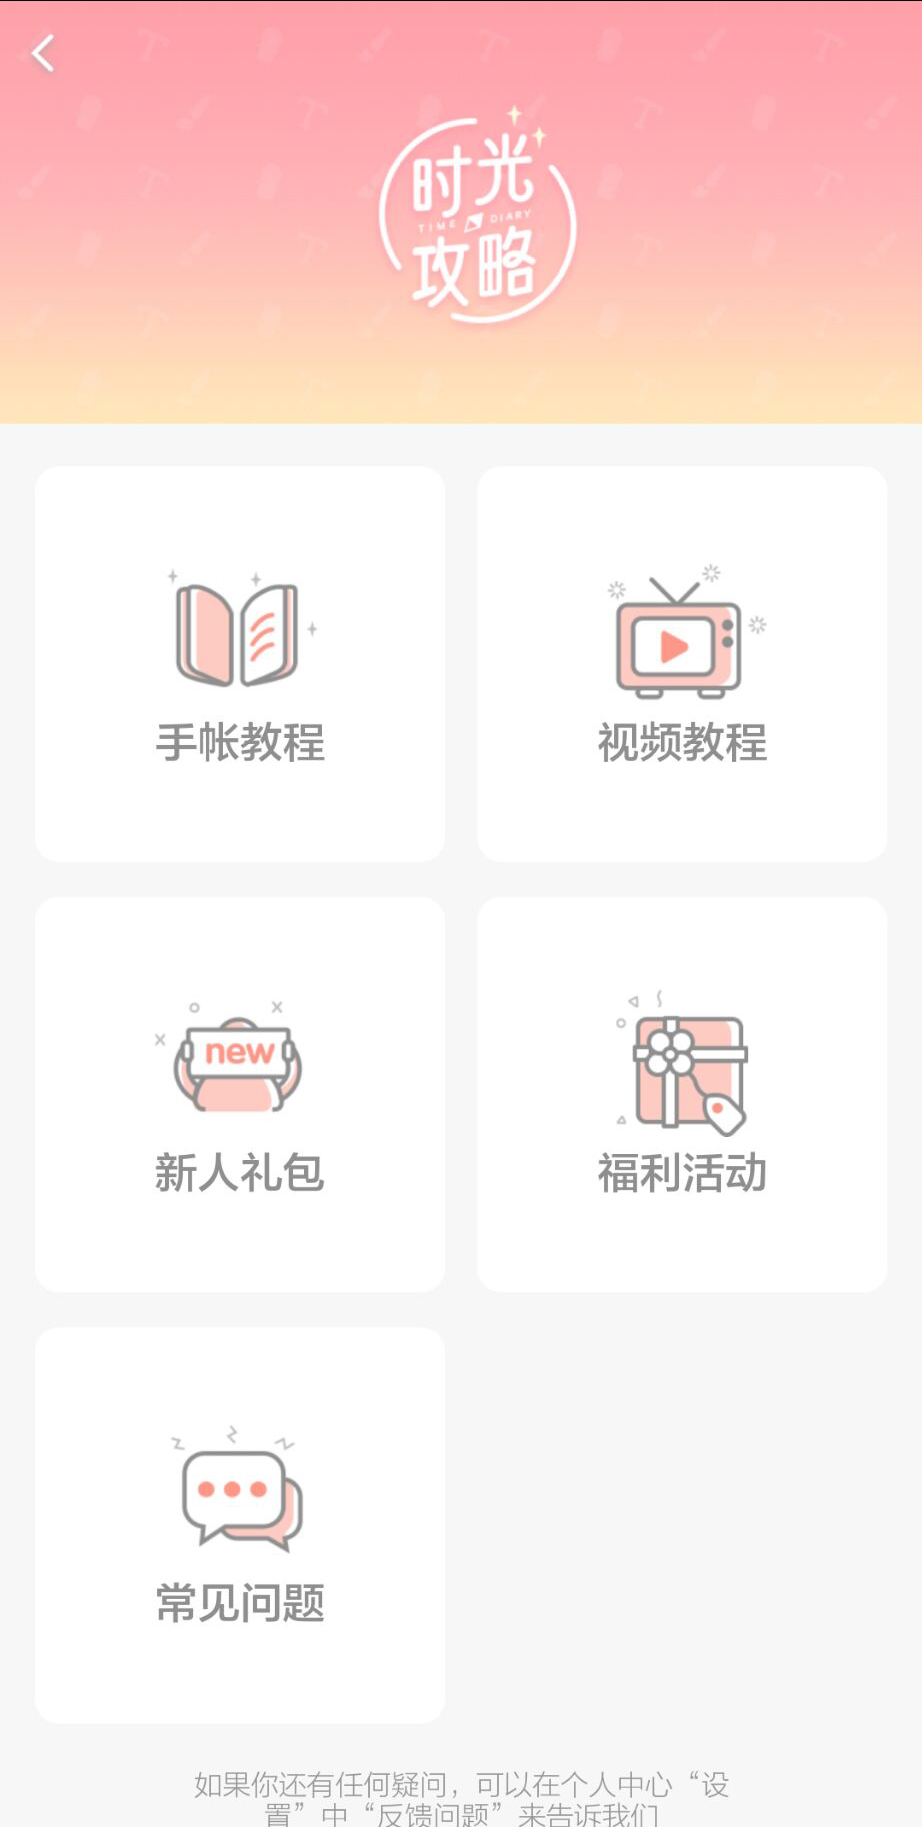 时光
TIME DIARY
攻略
手帐教程
视频教程
new
新人礼包
福利活动
常见问题
如果你还有任何疑问，可以在个人中心“设
置”中“反馈问题”来告诉我们